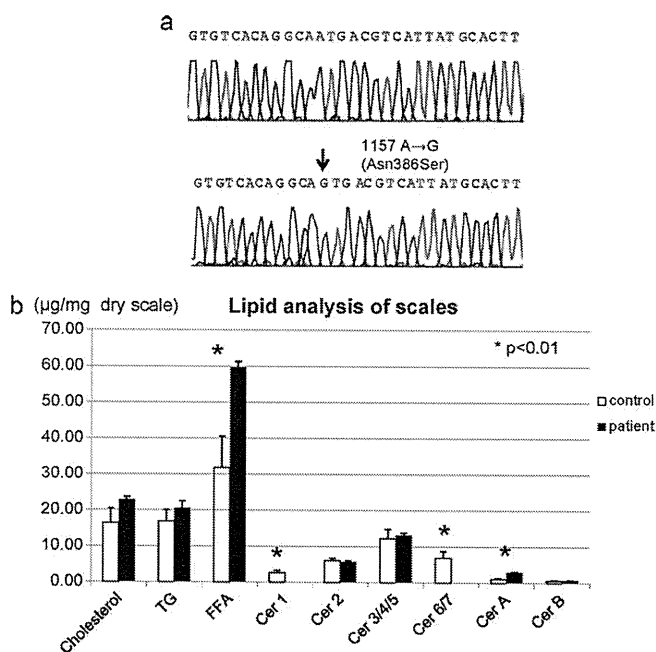 a
GTGTCACAGGCAATGACGTCATTATGCACTT
1157 A→G
(Asn386Ser)
GTGTCACAGGCAGTGACGTCATTATGCACTT
b (µg/mg dry scale) Lipid analysis of scales
70.00
* p<0.01
60.00
*
50.00
control
patient
40.00
30.00
20.00
10.00
* * *
0.00
Cholesterol TG FFA Cer 1 Cer 2 Cer 3/4/5 Cer 6/7 Cer A Cer B